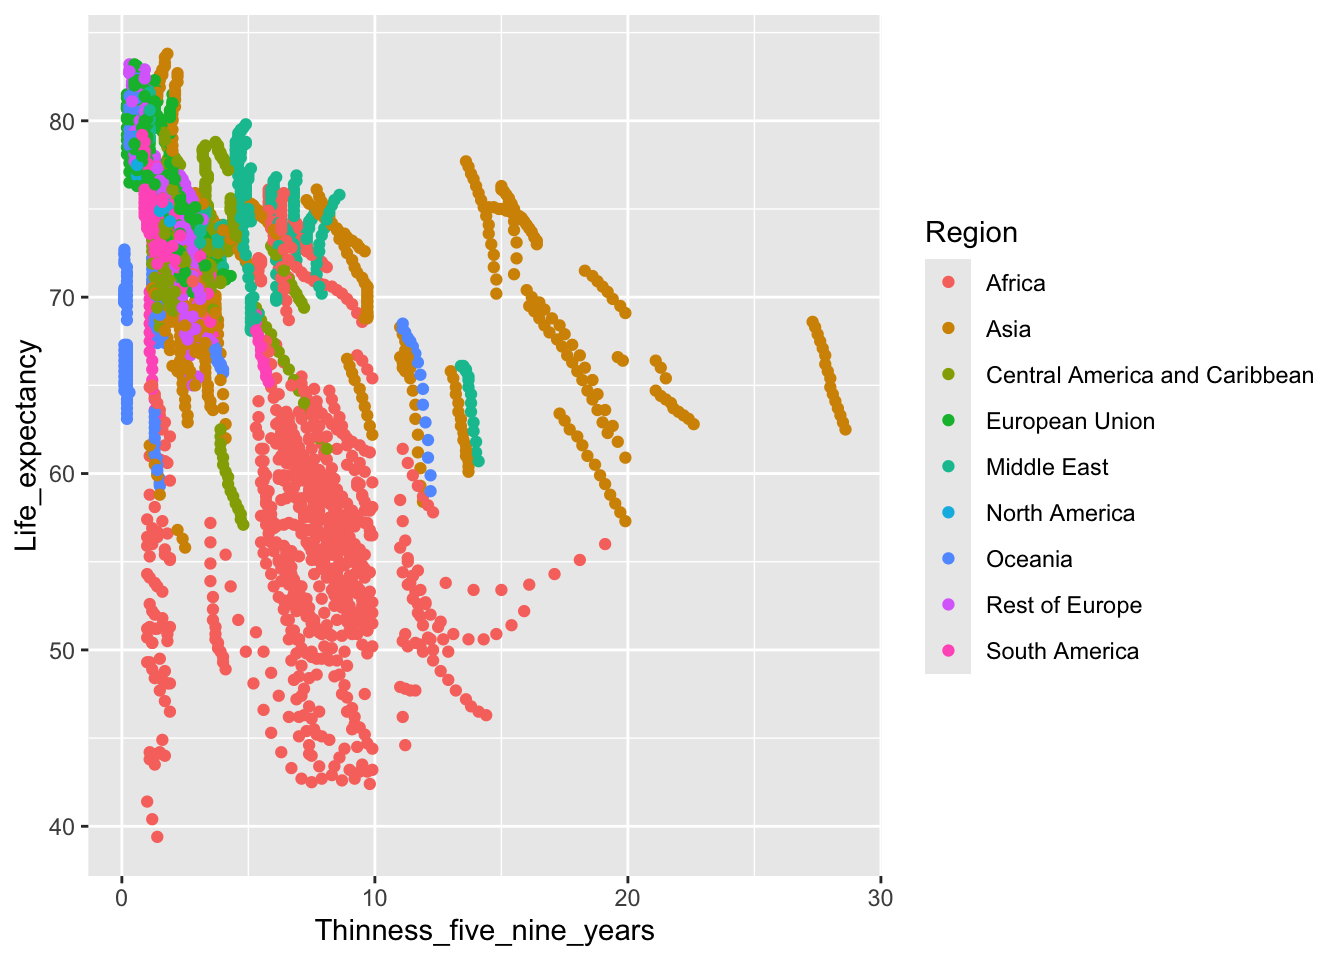 80
70
60
50
40
Life_expectancy
0 10 20 30
Thinness_five_nine_years
Region
Africa
Asia
Central America and Caribbean
European Union
Middle East
North America
Oceania
Rest of Europe
South America